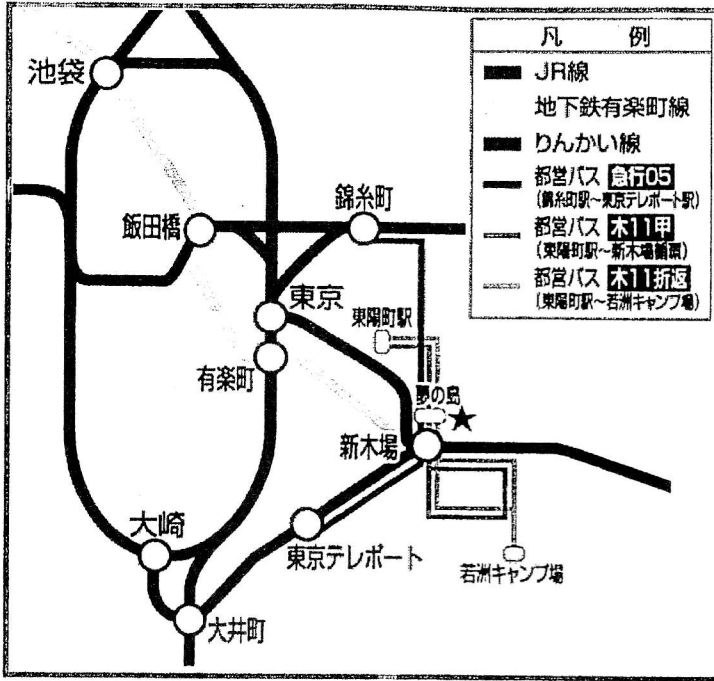 凡 例
JR線
地下鉄有楽町線
りんかい線
都営バス 急行05
(錦糸町駅~東京テレポート駅)
都営バス 木11甲
(東陽町駅~新木場循環)
都営バス 木11折返
(東陽町駅~若洲キャンプ場)
池袋
飯田橋
錦糸町
東京
東陽町駅
有楽町
夢の島
新木場
大崎
東京テレポート
若洲キャンプ場
大井町